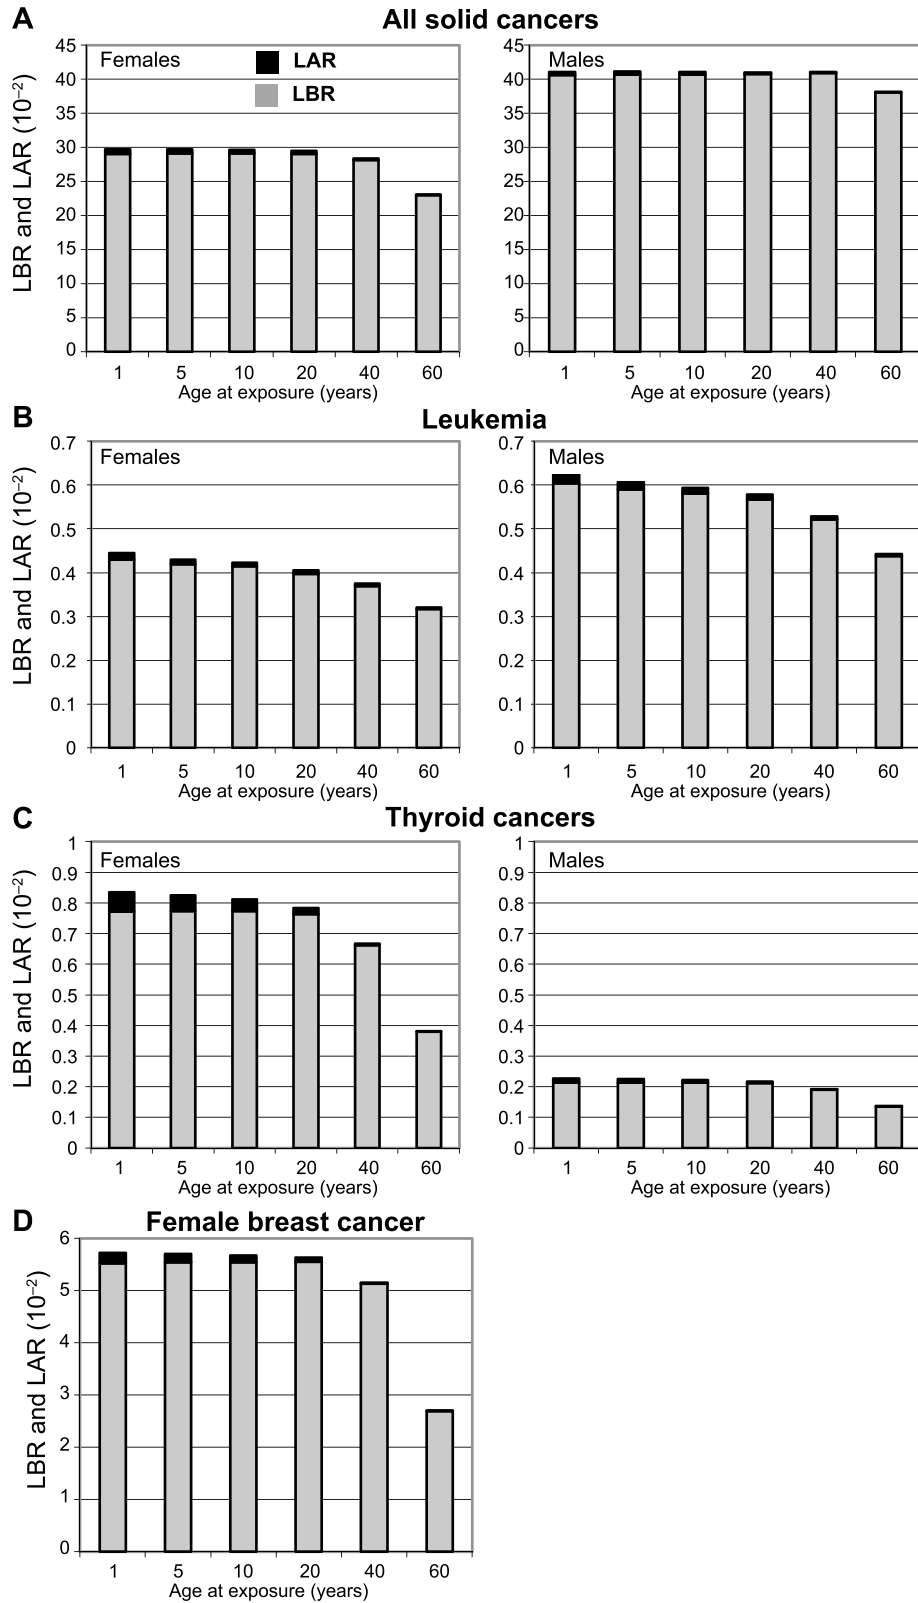 A
All solid cancers
LBR and LAR (10⁻²)
45
40
35
30
25
20
15
10
5
0
Females
LAR
LBR
1 5 10 20 40 60
Age at exposure (years)
45
40
35
30
25
20
15
10
5
0
Males
1 5 10 20 40 60
Age at exposure (years)
B
Leukemia
LBR and LAR (10⁻²)
0.7
0.6
0.5
0.4
0.3
0.2
0.1
0
Females
1 5 10 20 40 60
Age at exposure (years)
0.7
0.6
0.5
0.4
0.3
0.2
0.1
0
Males
1 5 10 20 40 60
Age at exposure (years)
C
Thyroid cancers
LBR and LAR (10⁻²)
1
0.9
0.8
0.7
0.6
0.5
0.4
0.3
0.2
0.1
0
Females
1 5 10 20 40 60
Age at exposure (years)
1
0.9
0.8
0.7
0.6
0.5
0.4
0.3
0.2
0.1
0
Males
1 5 10 20 40 60
Age at exposure (years)
D
Female breast cancer
LBR and LAR (10⁻²)
6
5
4
3
2
1
0
1 5 10 20 40 60
Age at exposure (years)